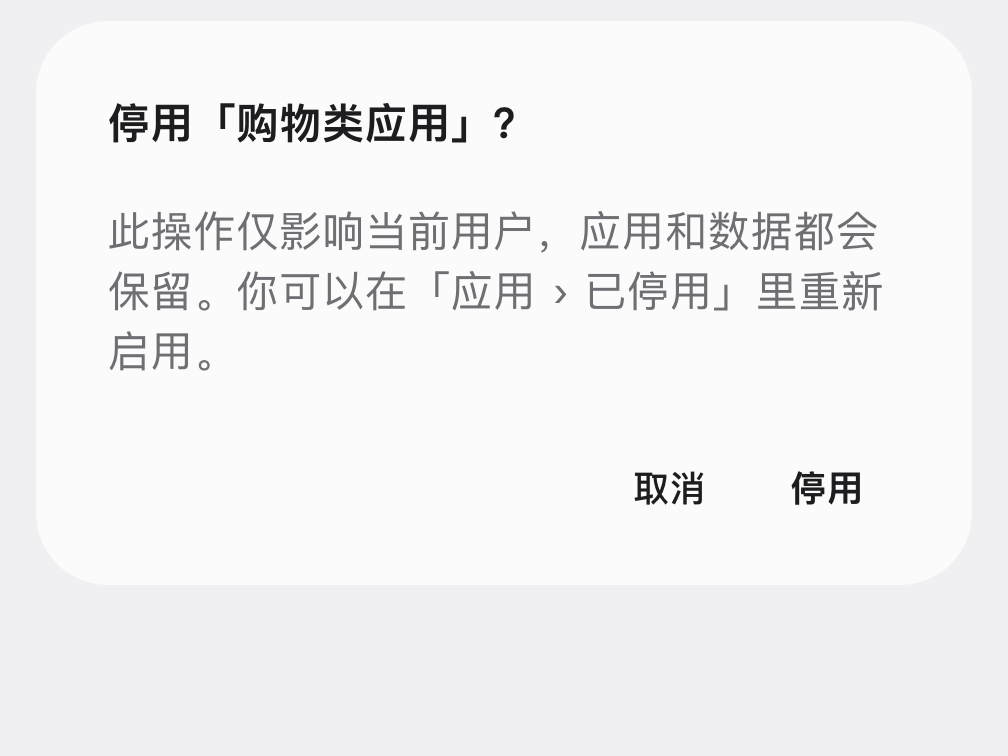 停用「购物类应用」?
此操作仅影响当前用户，应用和数据都会
保留。你可以在「应用 › 已停用」里重新
启用。
取消 停用